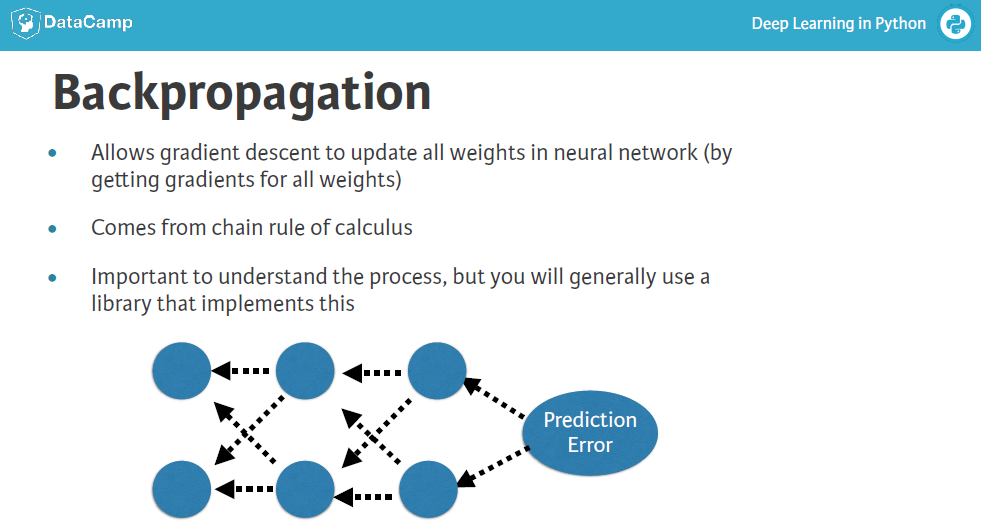 DataCamp
Deep Learning in Python
Backpropagation
• Allows gradient descent to update all weights in neural network (by
getting gradients for all weights)
• Comes from chain rule of calculus
• Important to understand the process, but you will generally use a
library that implements this
Prediction
Error